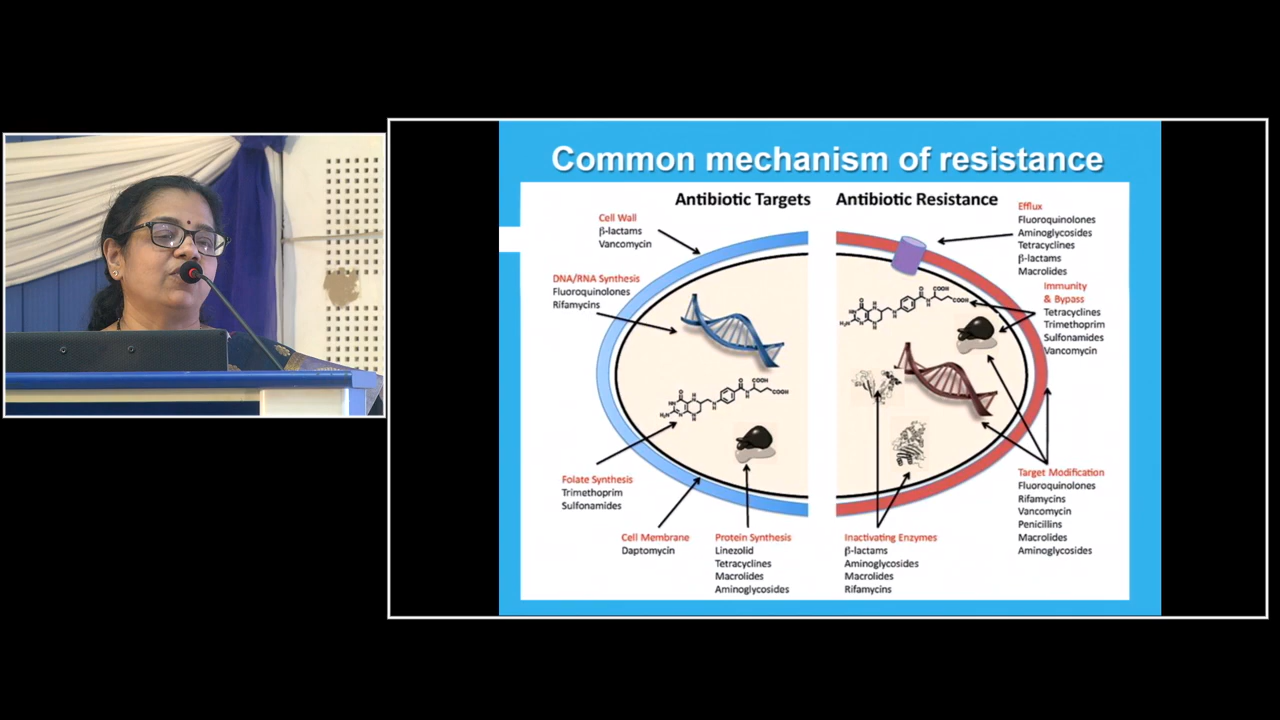 Common mechanism of resistance
Antibiotic Targets
Antibiotic Resistance
Cell Wall
β-lactams
Vancomycin
DNA/RNA Synthesis
Fluoroquinolones
Rifamycins
Folate Synthesis
Trimethoprim
Sulfonamides
Cell Membrane
Daptomycin
Protein Synthesis
Linezolid
Tetracyclines
Macrolides
Aminoglycosides
Efflux
Fluoroquinolones
Aminoglycosides
Tetracyclines
β-lactams
Macrolides
Immunity
& Bypass
Tetracyclines
Trimethoprim
Sulfonamides
Vancomycin
Target Modification
Fluoroquinolones
Rifamycins
Vancomycin
Penicillins
Macrolides
Aminoglycosides
Inactivating Enzymes
β-lactams
Aminoglycosides
Macrolides
Rifamycins